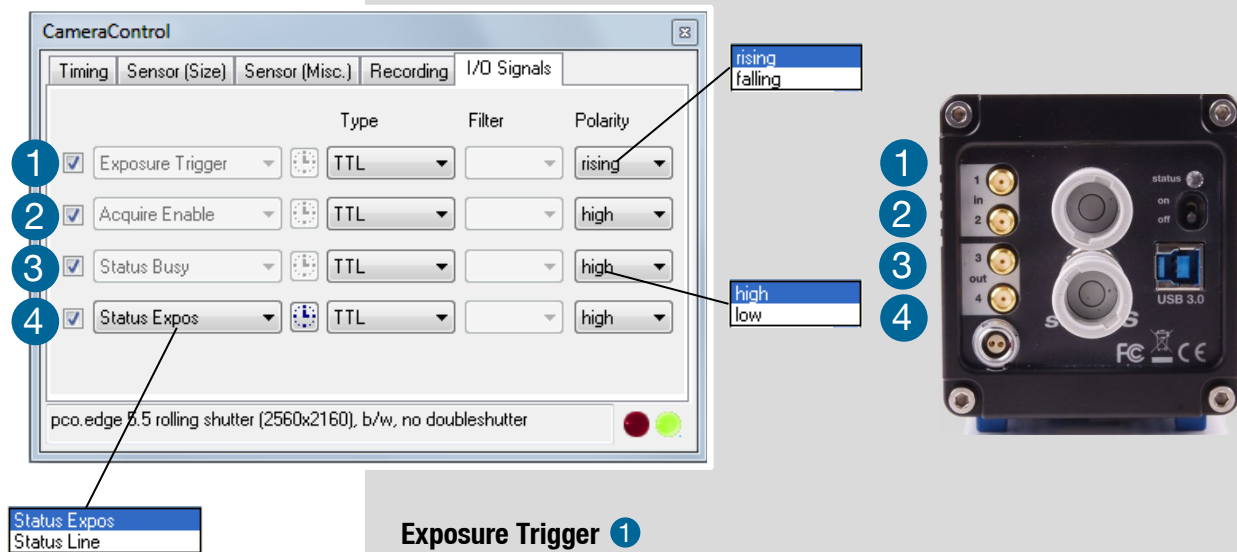 CameraControl
Timing Sensor (Size) Sensor (Misc.) Recording I/O Signals
Type Filter Polarity
1 Exposure Trigger TTL rising
2 Acquire Enable TTL high
3 Status Busy TTL high
4 Status Expos TTL high
pco.edge 5.5 rolling shutter (2560x2160), b/w, no doubleshutter
rising
falling
high
low
Status Expos
Status Line
1
2
3
4
1
in
2
3
out
4
status
on
off
USB 3.0
FC CE
Exposure Trigger 1